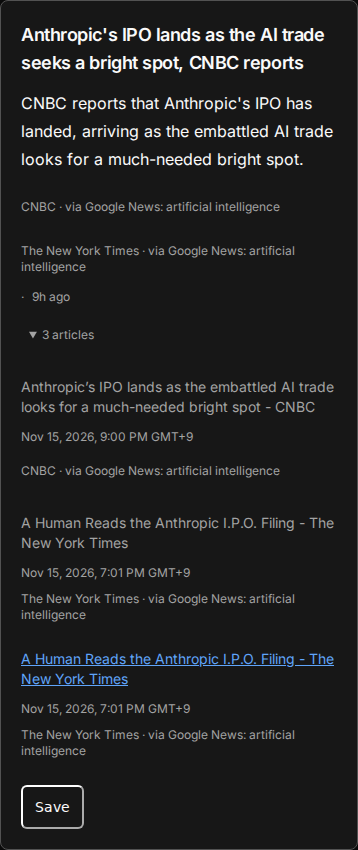 Anthropic's IPO lands as the AI trade
seeks a bright spot, CNBC reports
CNBC reports that Anthropic's IPO has
landed, arriving as the embattled AI trade
looks for a much-needed bright spot.
CNBC · via Google News: artificial intelligence
The New York Times · via Google News: artificial
intelligence
· 9h ago
▼ 3 articles
Anthropic’s IPO lands as the embattled AI trade
looks for a much-needed bright spot - CNBC
Nov 15, 2026, 9:00 PM GMT+9
CNBC · via Google News: artificial intelligence
A Human Reads the Anthropic I.P.O. Filing - The
New York Times
Nov 15, 2026, 7:01 PM GMT+9
The New York Times · via Google News: artificial
intelligence
A Human Reads the Anthropic I.P.O. Filing - The
New York Times
Nov 15, 2026, 7:01 PM GMT+9
The New York Times · via Google News: artificial
intelligence
Save